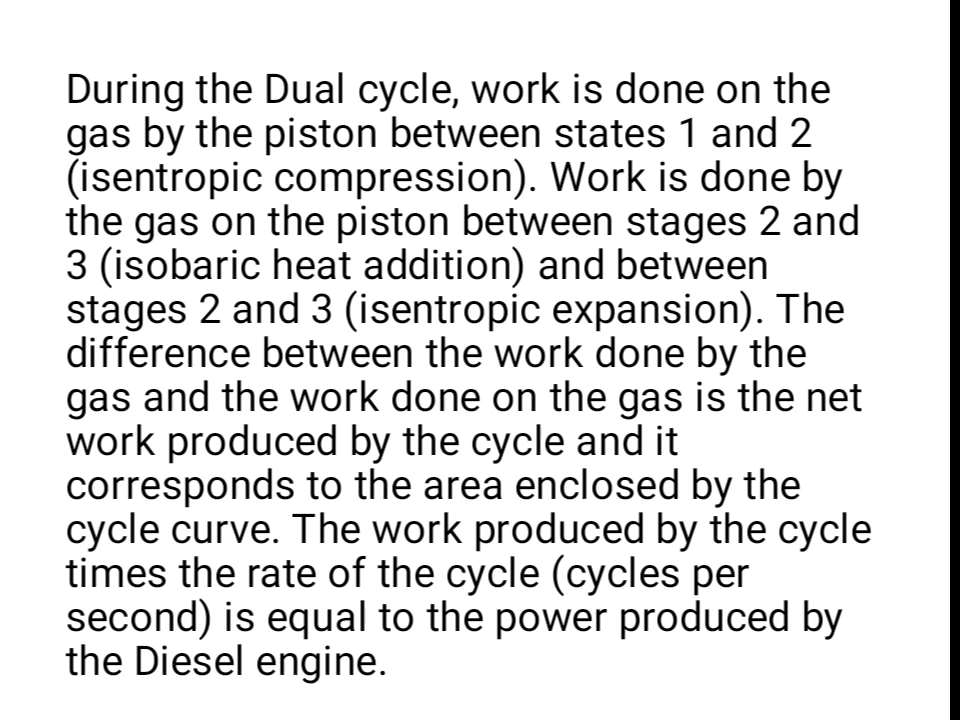 During the Dual cycle, work is done on the
gas by the piston between states 1 and 2
(isentropic compression). Work is done by
the gas on the piston between stages 2 and
3 (isobaric heat addition) and between
stages 2 and 3 (isentropic expansion). The
difference between the work done by the
gas and the work done on the gas is the net
work produced by the cycle and it
corresponds to the area enclosed by the
cycle curve. The work produced by the cycle
times the rate of the cycle (cycles per
second) is equal to the power produced by
the Diesel engine.